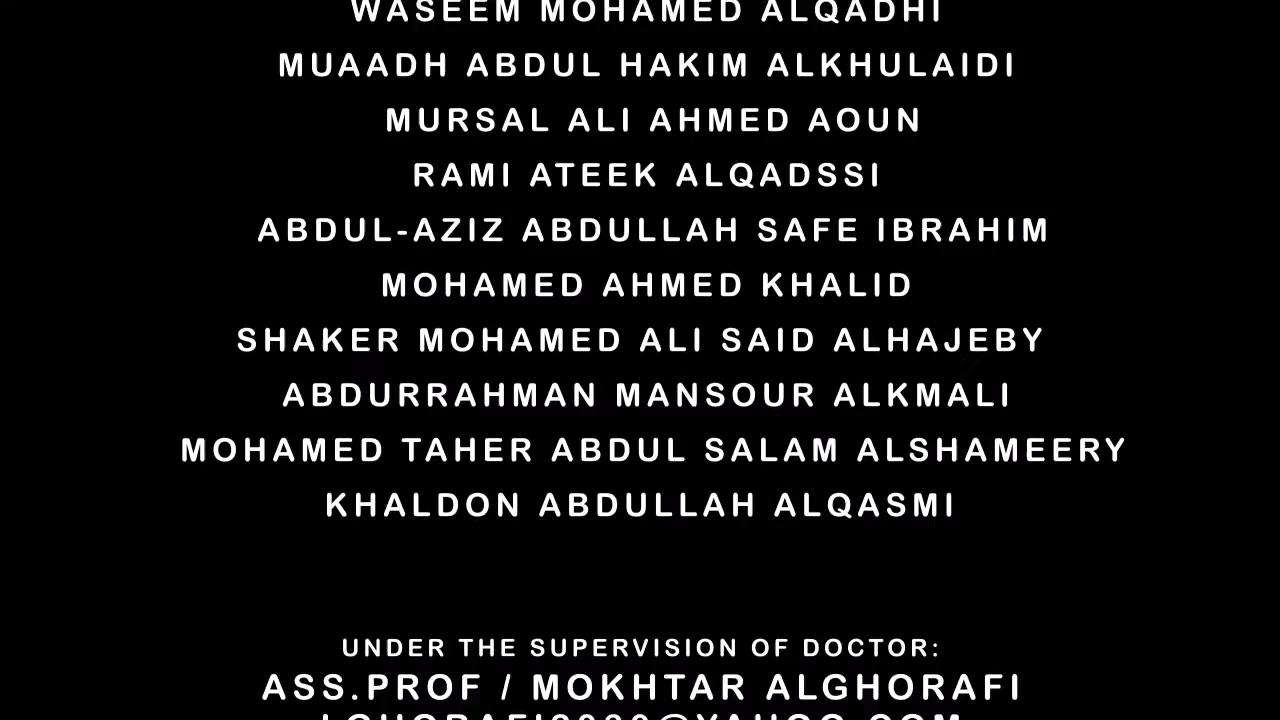 WASEEM MOHAMED ALQADHI
MUAADH ABDUL HAKIM ALKHULAIDI
MURSAL ALI AHMED AOUN
RAMI ATEEK ALQADSSI
ABDUL-AZIZ ABDULLAH SAFE IBRAHIM
MOHAMED AHMED KHALID
SHAKER MOHAMED ALI SAID ALHAJEBY
ABDURRAHMAN MANSOUR ALKMALI
MOHAMED TAHER ABDUL SALAM ALSHAMEERY
KHALDON ABDULLAH ALQASMI
UNDER THE SUPERVISION OF DOCTOR:
ASS.PROF / MOKHTAR ALGHORAFI